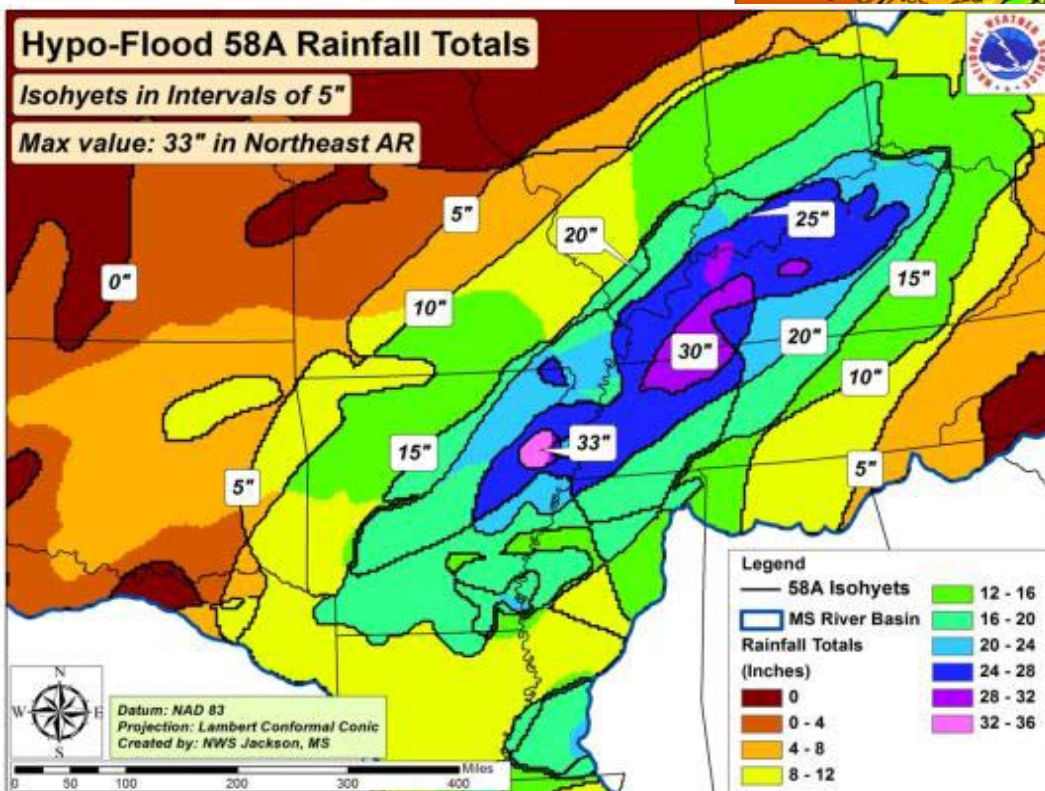 Hypo-Flood 58A Rainfall Totals
Isohyets in Intervals of 5"
Max value: 33" in Northeast AR
NATIONAL WEATHER SERVICE
5"
25"
20"
0"
15"
10"
30"
20"
10"
15"
33"
5"
5"
Legend
58A Isohyets
MS River Basin
Rainfall Totals
(Inches)
0
0 - 4
4 - 8
8 - 12
12 - 16
16 - 20
20 - 24
24 - 28
28 - 32
32 - 36
N
W E
S
Datum: NAD 83
Projection: Lambert Conformal Conic
Created by: NWS Jackson, MS
Miles
0 50 100 200 300 400